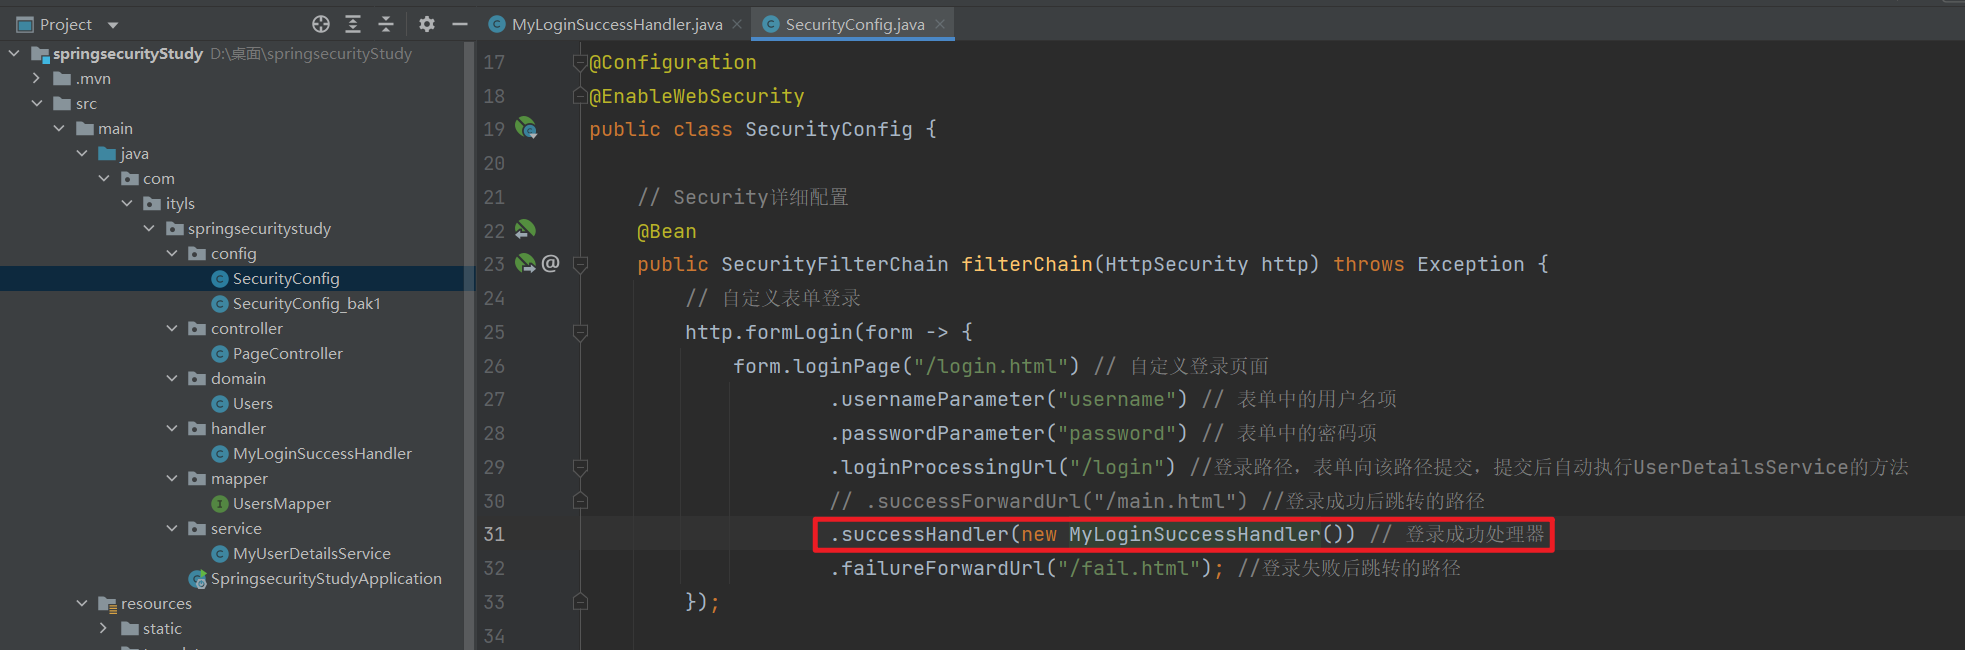 Project
springsecurityStudy D:\桌面\springsecurityStudy
.mvn
src
main
java
com
ityls
springsecuritystudy
config
SecurityConfig
SecurityConfig_bak1
controller
PageController
domain
Users
handler
MyLoginSuccessHandler
mapper
UsersMapper
service
MyUserDetailsService
SpringsecurityStudyApplication
resources
static
MyLoginSuccessHandler.java
SecurityConfig.java
17 @Configuration
18 @EnableWebSecurity
19 public class SecurityConfig {
20
21 // Security详细配置
22 @Bean
23 @ public SecurityFilterChain filterChain(HttpSecurity http) throws Exception {
24 // 自定义表单登录
25 http.formLogin(form -> {
26 form.loginPage("/login.html") // 自定义登录页面
27 .usernameParameter("username") // 表单中的用户名项
28 .passwordParameter("password") // 表单中的密码项
29 .loginProcessingUrl("/login") //登录路径，表单向该路径提交，提交后自动执行UserDetailsService的方法
30 // .successForwardUrl("/main.html") //登录成功后跳转的路径
31 .successHandler(new MyLoginSuccessHandler()) // 登录成功处理器
32 .failureForwardUrl("/fail.html"); //登录失败后跳转的路径
33 });
34